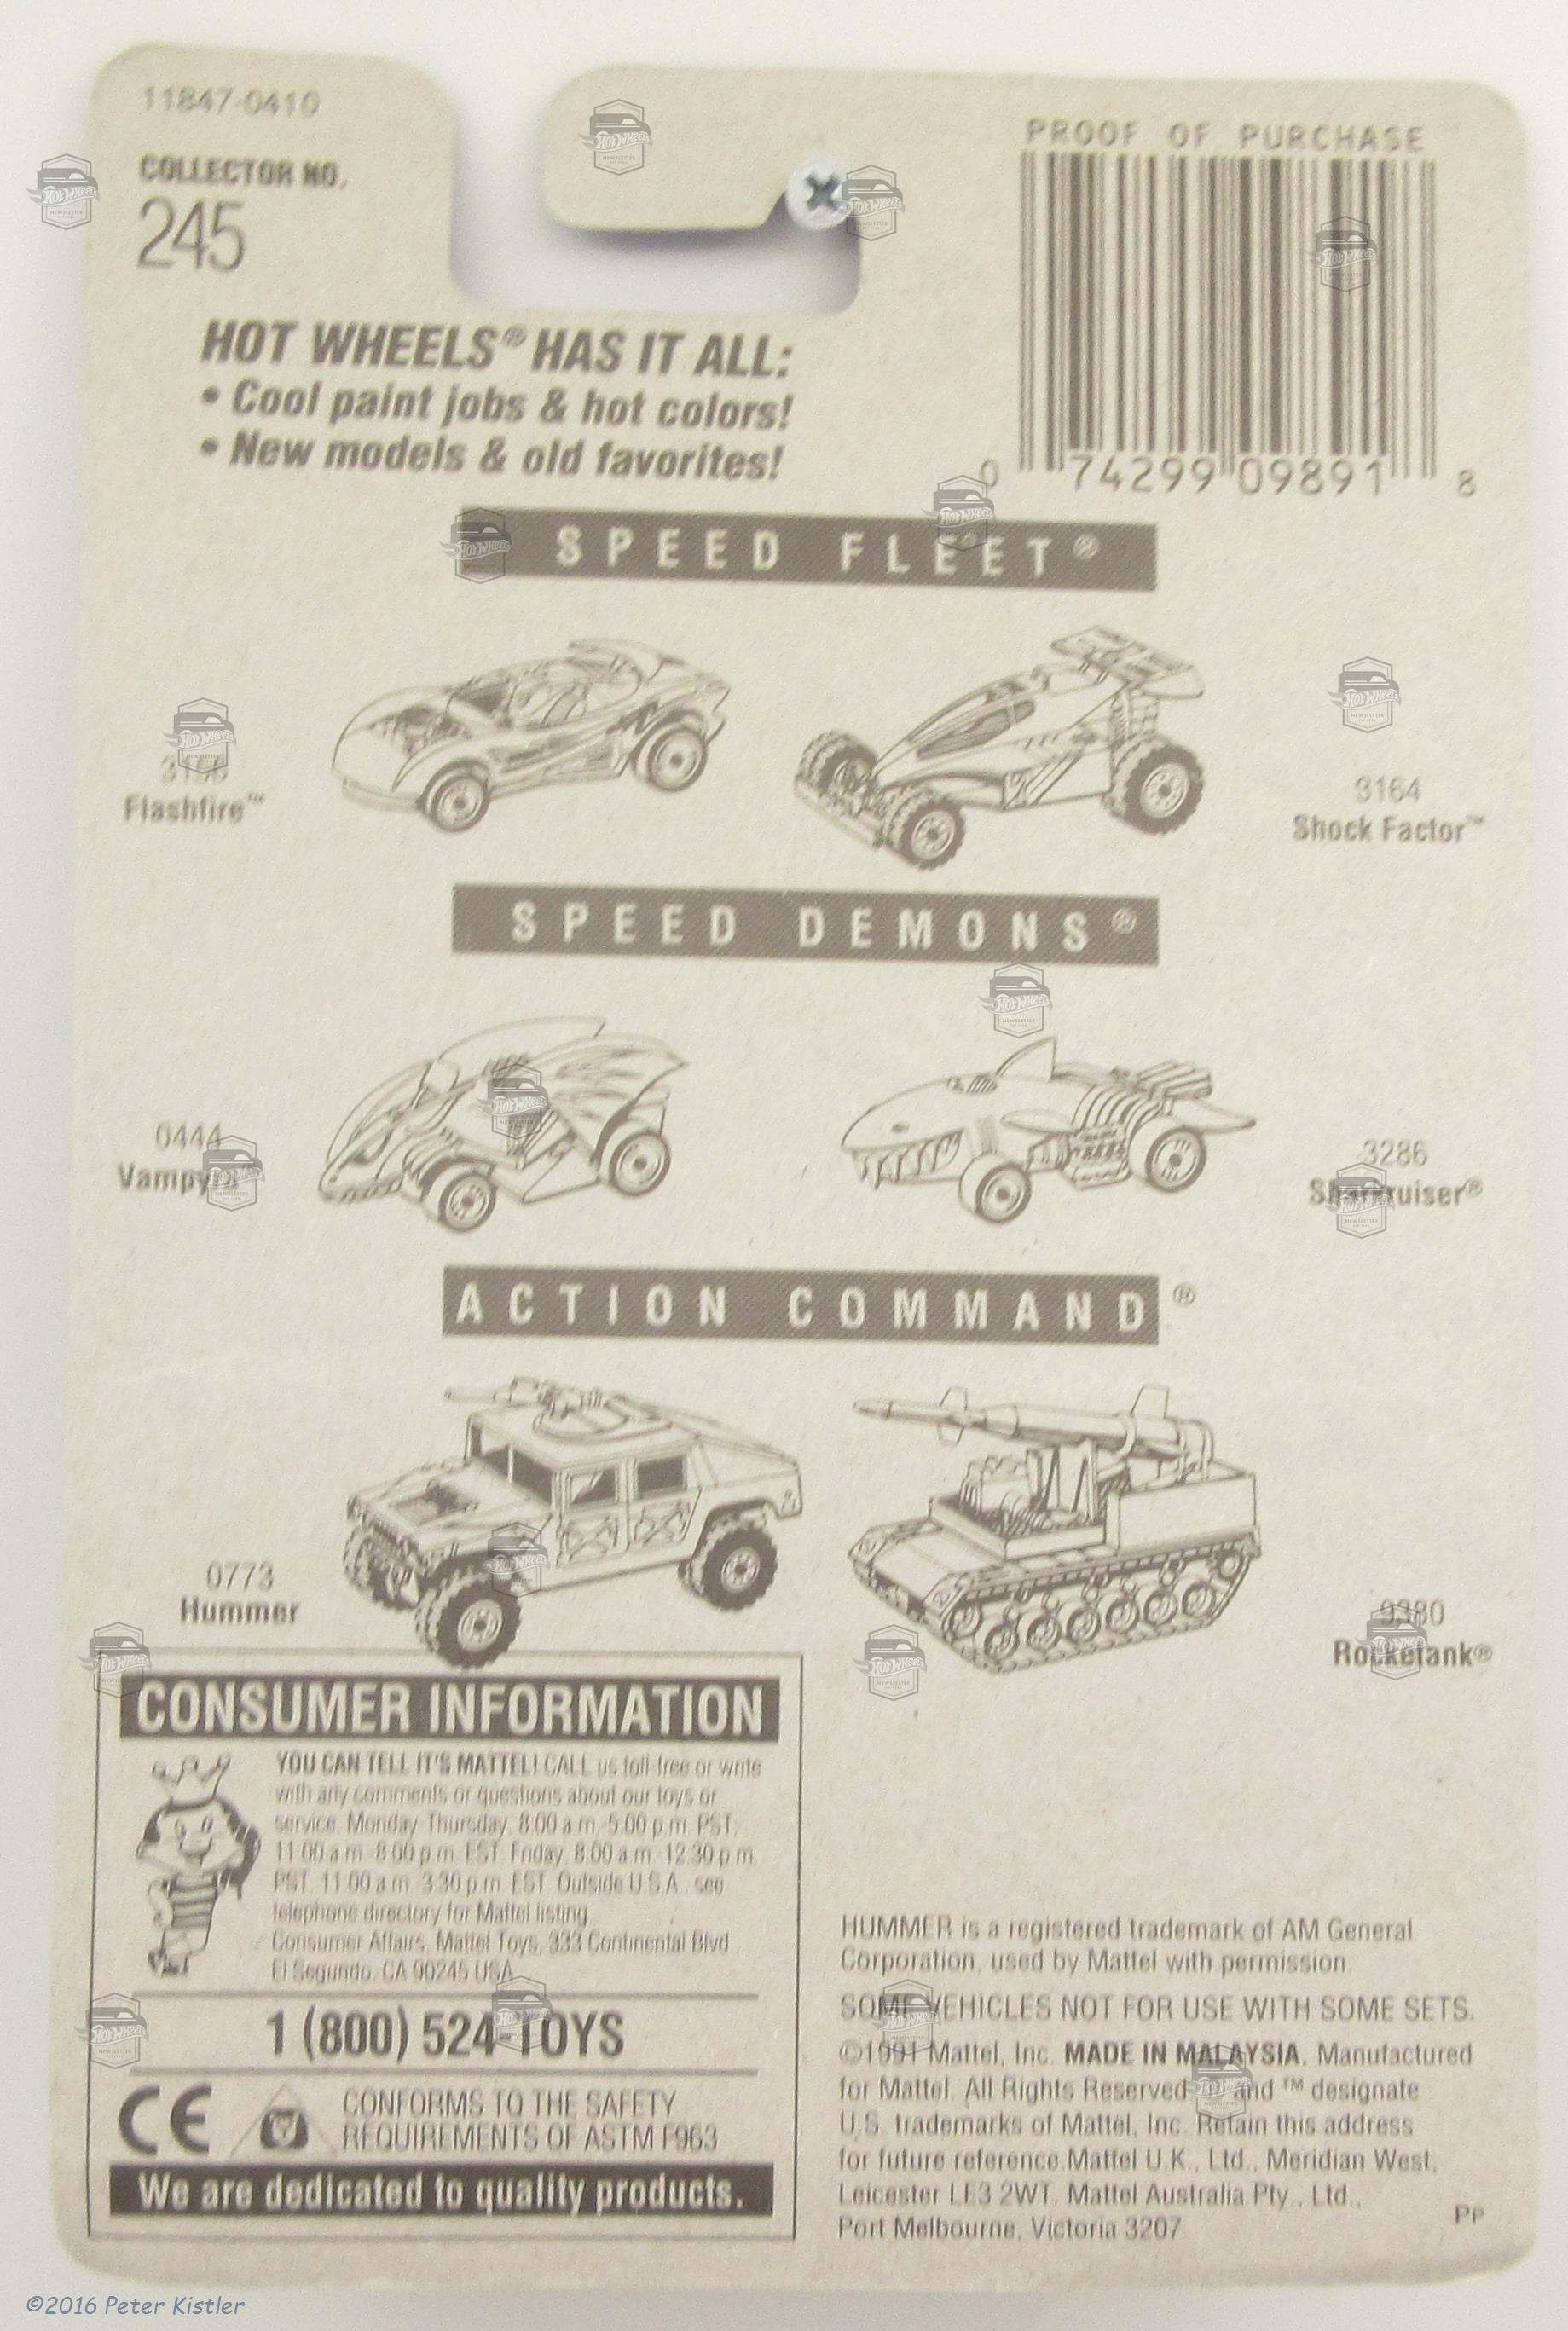 11847-0410
COLLECTOR NO.
245
PROOF OF PURCHASE
0 74299 09891 8
HOT WHEELS® HAS IT ALL:
• Cool paint jobs & hot colors!
• New models & old favorites!
SPEED FLEET®
Flashfire™
3164
Shock Factor™
SPEED DEMONS®
0444
3286
ACTION COMMAND®
0773
Hummer
Rocketank®
CONSUMER INFORMATION
YOU CAN TELL IT'S MATTEL! CALL us toll-free or write
with any comments or questions about our toys or
service. Monday-Thursday, 8:00 a.m.-5:00 p.m. PST,
11:00 a.m.-8:00 p.m. EST. Friday, 8:00 a.m.-12:30 p.m.
PST, 11:00 a.m.-3:30 p.m. EST. Outside U.S.A., see
telephone directory for Mattel listing
Consumer Affairs, Mattel Toys, 333 Continental Blvd.
El Segundo, CA 90245 USA
1 (800) 524-TOYS
CE
CONFORMS TO THE SAFETY
REQUIREMENTS OF ASTM F963
We are dedicated to quality products.
HUMMER is a registered trademark of AM General
Corporation, used by Mattel with permission.
SOME VEHICLES NOT FOR USE WITH SOME SETS.
©1991 Mattel, Inc. MADE IN MALAYSIA. Manufactured
for Mattel. All Rights Reserved. and ™ designate
U.S. trademarks of Mattel, Inc. Retain this address
for future reference.Mattel U.K., Ltd., Meridian West,
Leicester LE3 2WT. Mattel Australia Pty., Ltd.,
Port Melbourne, Victoria 3207
PP
©2016 Peter Kistler